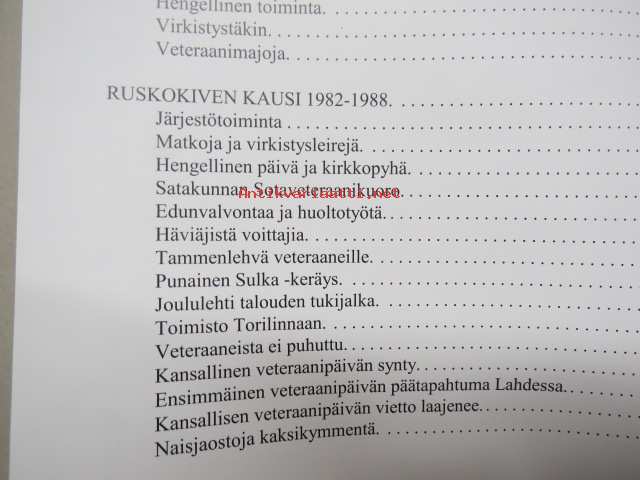 Hengellinen toiminta. . . . . . . . . . . . . . . . . . . . . . . .
Virkistystäkin. . . . . . . . . . . . . . . . . . . . . . . . . . . .
Veteraanimajoja. . . . . . . . . . . . . . . . . . . . . . . . . .
RUSKOKIVEN KAUSI 1982-1988. . . . . . . . . . . . . . . . .
Järjestötoiminta . . . . . . . . . . . . . . . . . . . . . . . . . .
Matkoja ja virkistysleirejä. . . . . . . . . . . . . . . . . . . .
Hengellinen päivä ja kirkkopyhä. . . . . . . . . . . . . . . .
Satakunnan Sotaveteraanikuoro. . . . . . . . . . . . . . . .
Antikvariaatti.net
Edunvalvontaa ja huoltotyötä. . . . . . . . . . . . . . . . . .
Häviäjistä voittajia. . . . . . . . . . . . . . . . . . . . . . . .
Tammenlehvä veteraaneille. . . . . . . . . . . . . . . . . . .
Punainen Sulka -keräys. . . . . . . . . . . . . . . . . . . . .
Joululehti talouden tukijalka. . . . . . . . . . . . . . . . . .
Toimisto Torilinnaan. . . . . . . . . . . . . . . . . . . . . . .
Veteraaneista ei puhuttu. . . . . . . . . . . . . . . . . . . . .
Kansallinen veteraanipäivän synty. . . . . . . . . . . . . . .
Ensimmäinen veteraanipäivän päätapahtuma Lahdessa. . . . .
Kansallisen veteraanipäivän vietto laajenee. . . . . . . . . .
Naisjaostoja kaksikymmentä. . . . . . . . . . . . . . . . . .